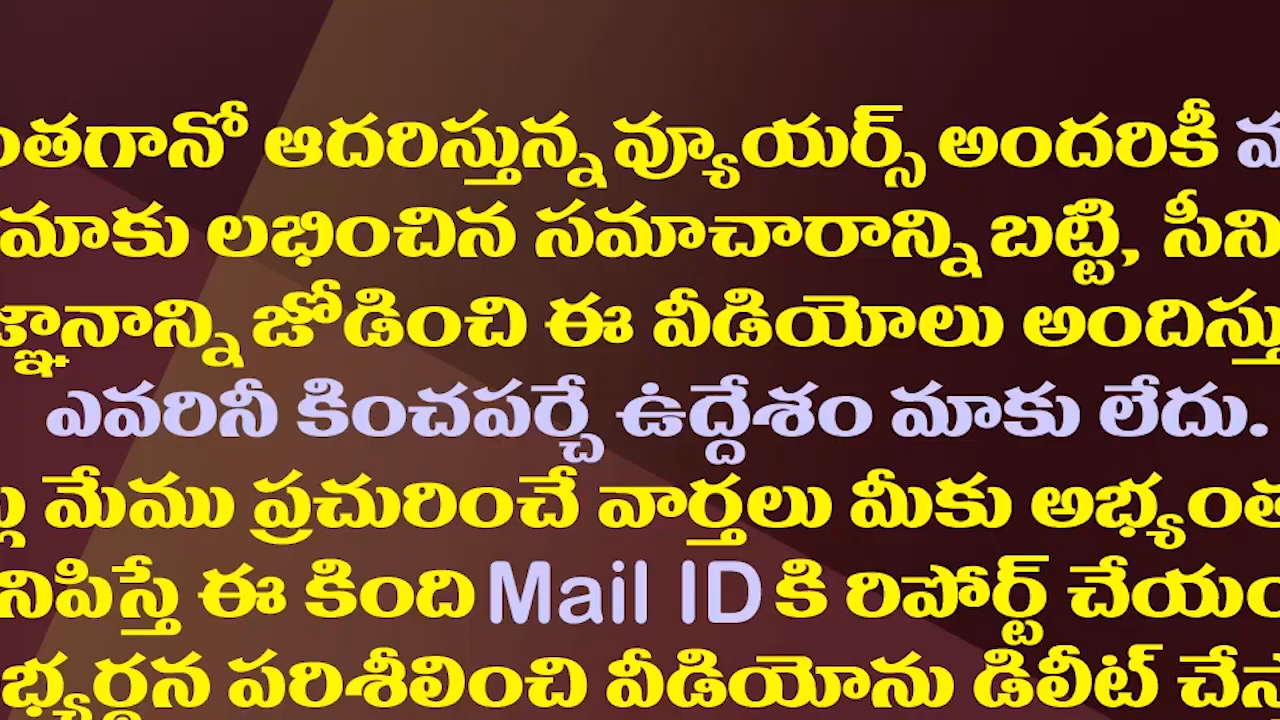 ఆదరిస్తున్న వ్యూయర్స్ అందరికీ
మాకు లభించిన సమాచారాన్ని బట్టి,
జోడించి ఈ వీడియోలు
ఎవరినీ కించపర్చే ఉద్దేశం మాకు లేదు.
మేము ప్రచురించే వార్తలు మీకు
ఈ కింది Mail ID కి రిపోర్ట్
పరిశీలించి వీడియోను డిలీట్